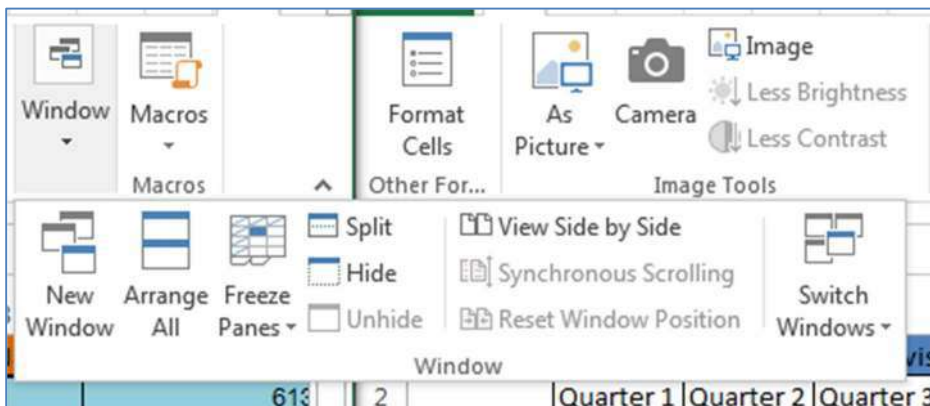 Window
Macros
Macros
Format
Cells
Other For...
As
Picture
Camera
Image
Less Brightness
Less Contrast
Image Tools
New
Window
Arrange
All
Freeze
Panes
Split
Hide
Unhide
View Side by Side
Synchronous Scrolling
Reset Window Position
Switch
Windows
Window
613
2
Quarter 1
Quarter 2
Quarter 3